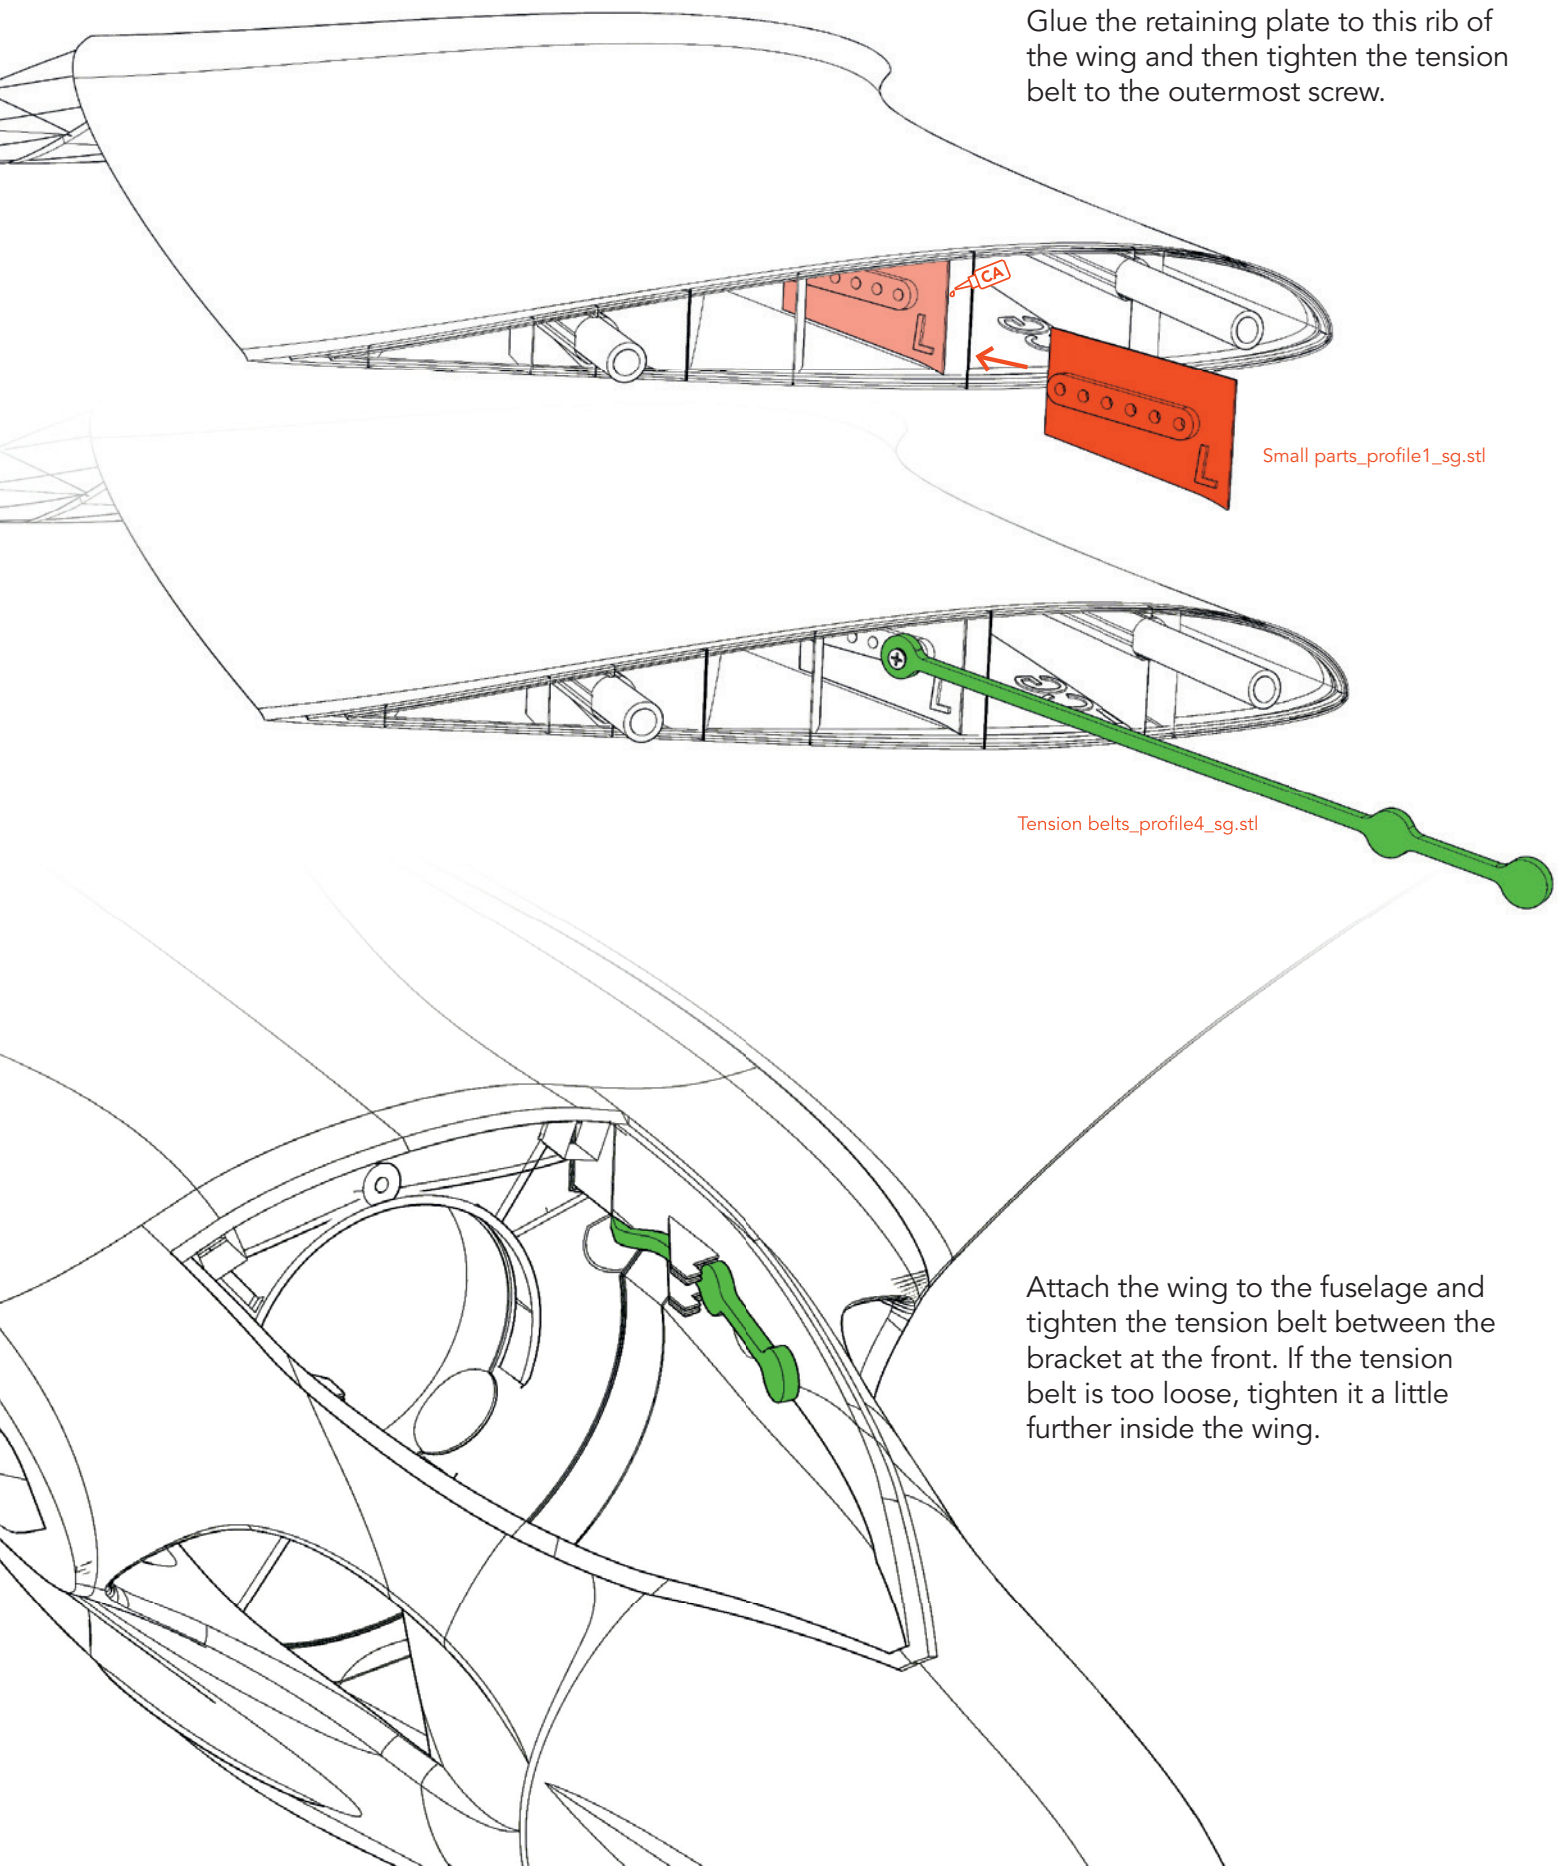 Glue the retaining plate to this rib of
the wing and then tighten the tension
belt to the outermost screw.
CA
L
L
Small parts_profile1_sg.stl
L
Tension belts_profile4_sg.stl
Attach the wing to the fuselage and
tighten the tension belt between the
bracket at the front. If the tension
belt is too loose, tighten it a little
further inside the wing.